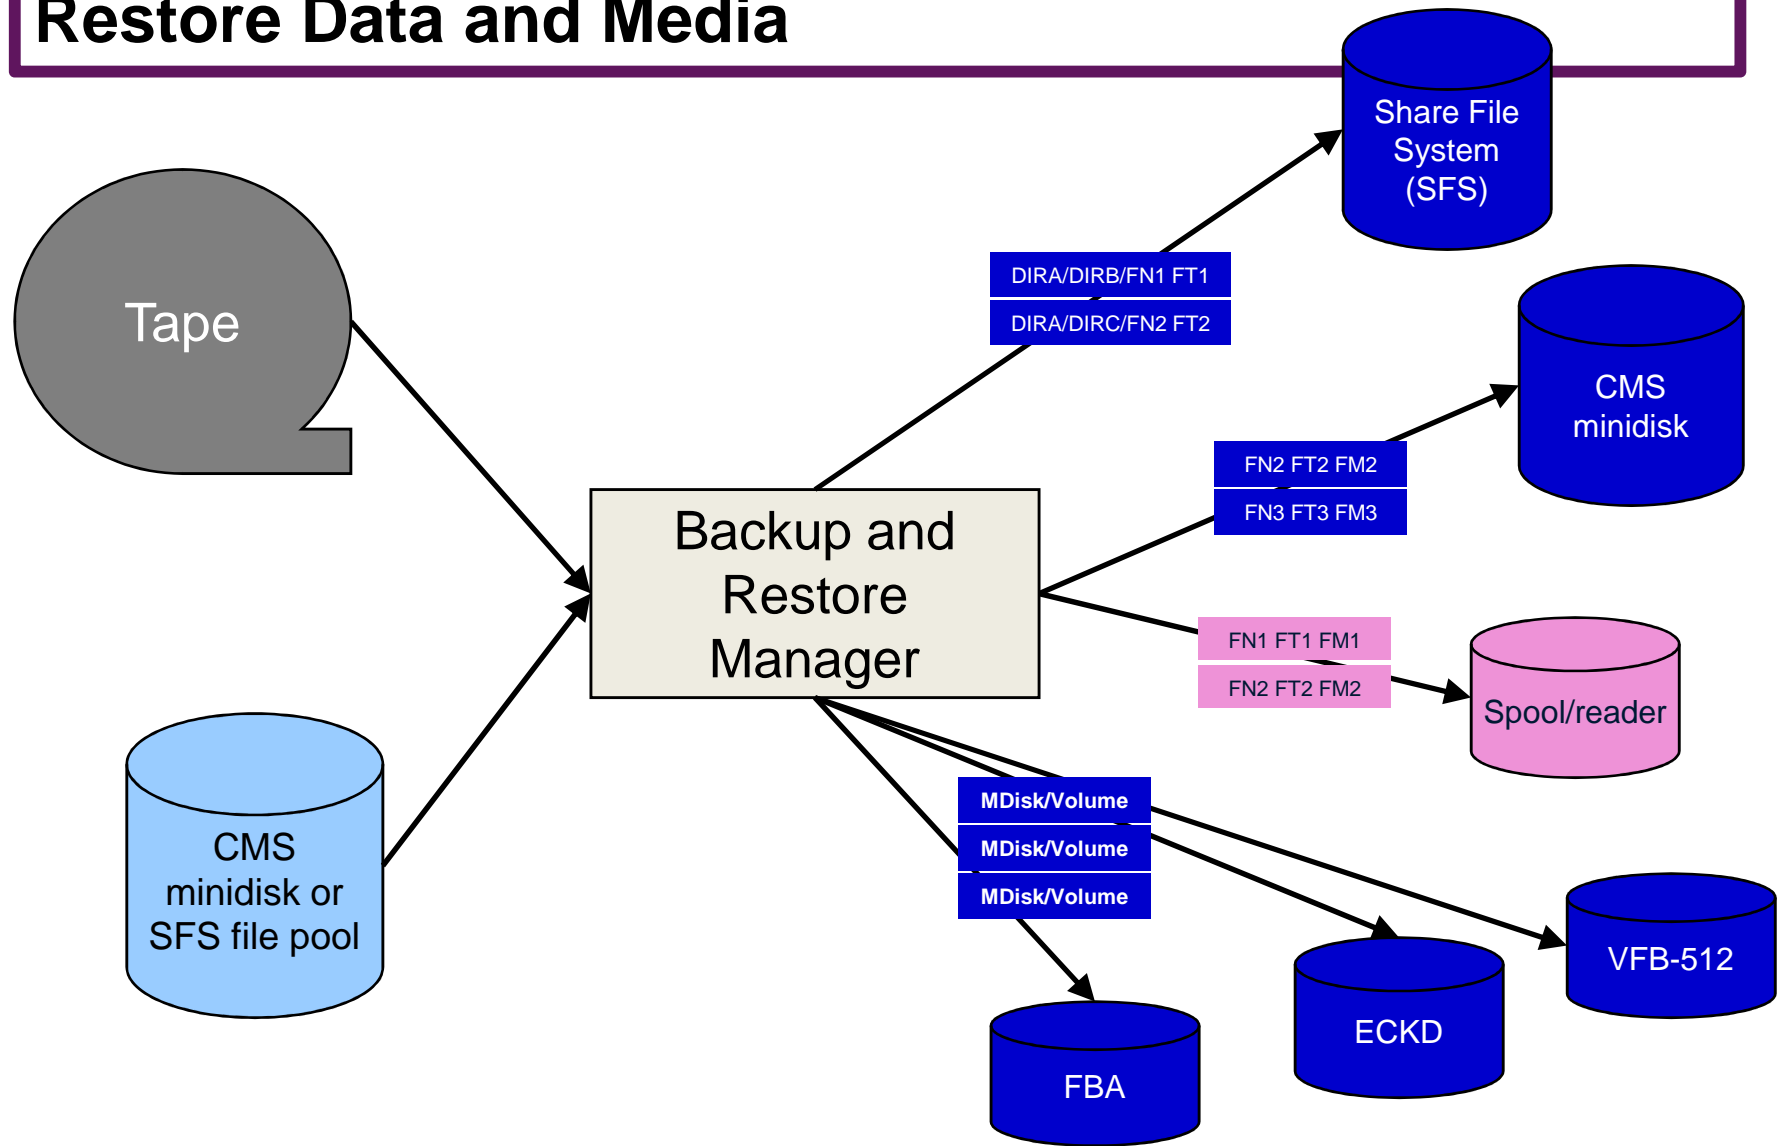 Restore Data and Media
Share File
System
(SFS)
Tape
DIRA/DIRB/FN1 FT1
DIRA/DIRC/FN2 FT2
CMS
minidisk
FN2 FT2 FM2
FN3 FT3 FM3
Backup and
Restore
Manager
FN1 FT1 FM1
FN2 FT2 FM2
Spool/reader
MDisk/Volume
MDisk/Volume
MDisk/Volume
CMS
minidisk or
SFS file pool
VFB-512
ECKD
FBA